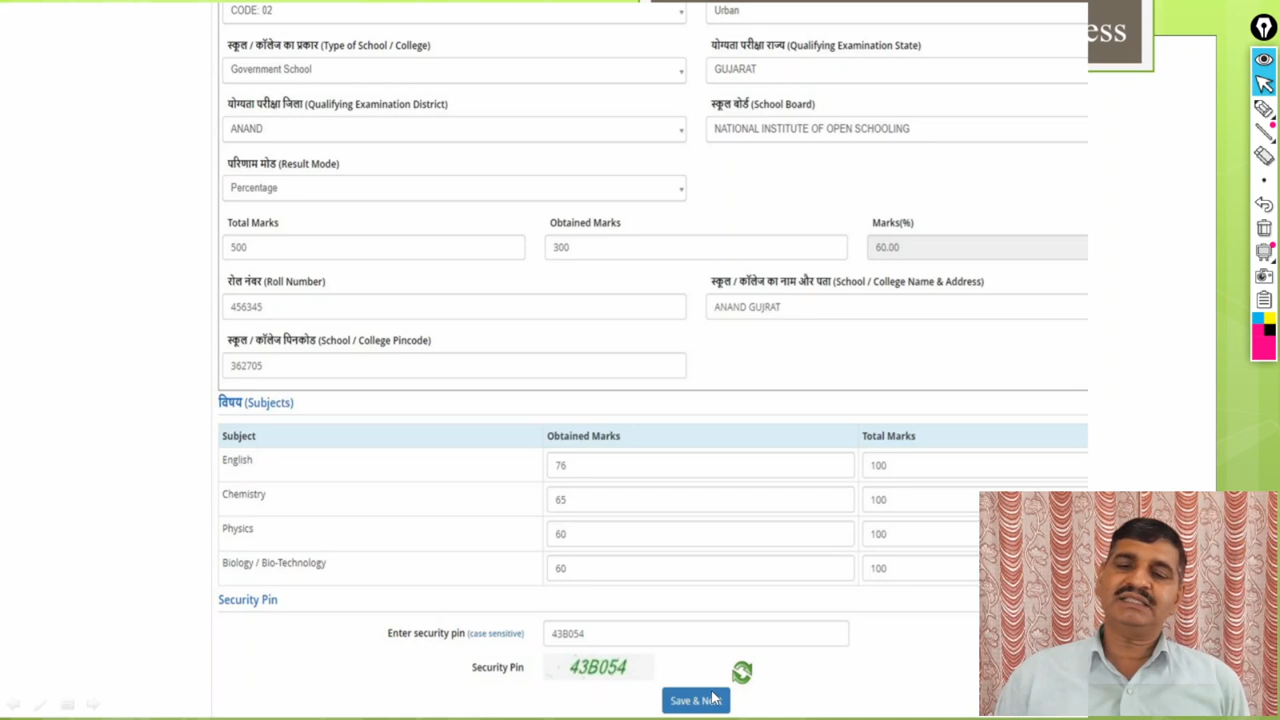 CODE: 02
Urban
ess
स्कूल / कॉलेज का प्रकार (Type of School / College)
योग्यता परीक्षा राज्य (Qualifying Examination State)
Government School
GUJARAT
योग्यता परीक्षा जिला (Qualifying Examination District)
स्कूल बोर्ड (School Board)
ANAND
NATIONAL INSTITUTE OF OPEN SCHOOLING
परिणाम मोड (Result Mode)
Percentage
Total Marks
Obtained Marks
Marks(%)
500
300
60.00
रोल नंबर (Roll Number)
स्कूल / कॉलेज का नाम और पता (School / College Name & Address)
456345
ANAND GUJRAT
स्कूल / कॉलेज पिनकोड (School / College Pincode)
362705
विषय (Subjects)
Subject
Obtained Marks
Total Marks
English
76
100
Chemistry
65
100
Physics
60
100
Biology / Bio-Technology
60
100
Security Pin
Enter security pin (case sensitive)
43B054
Security Pin
43B054
Save & Next